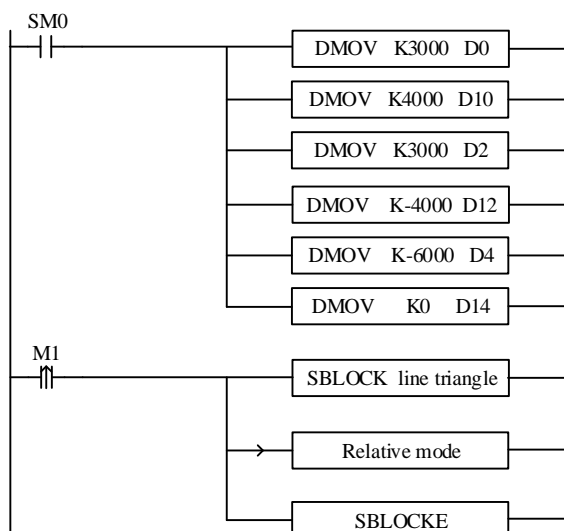 SM0
DMOV K3000 D0
DMOV K4000 D10
DMOV K3000 D2
DMOV K-4000 D12
DMOV K-6000 D4
DMOV K0 D14
M1
SBLOCK line triangle
Relative mode
SBLOCKE